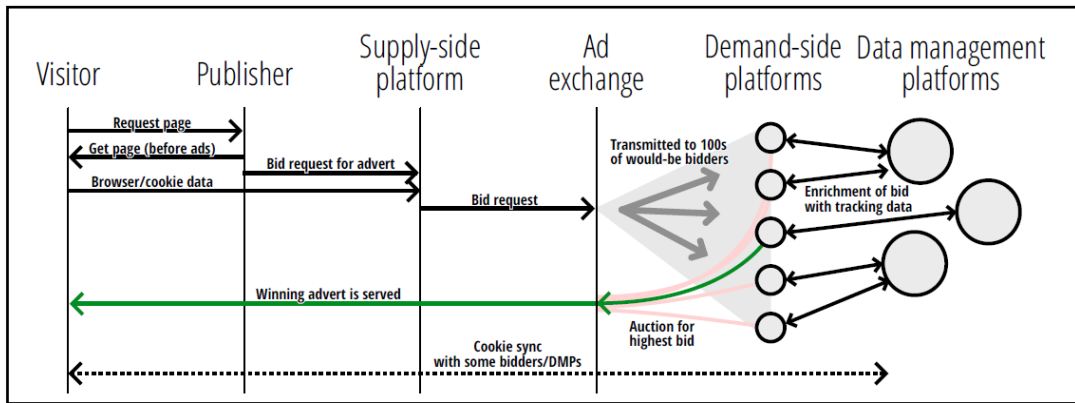 Visitor
Publisher
Supply-side
platform
Ad
exchange
Demand-side
platforms
Data management
platforms
Request page
Get page (before ads)
Bid request for advert
Browser/cookie data
Bid request
Transmitted to 100s
of would-be bidders
Enrichment of bid
with tracking data
Winning advert is served
Auction for
highest bid
Cookie sync
with some bidders/DMPs